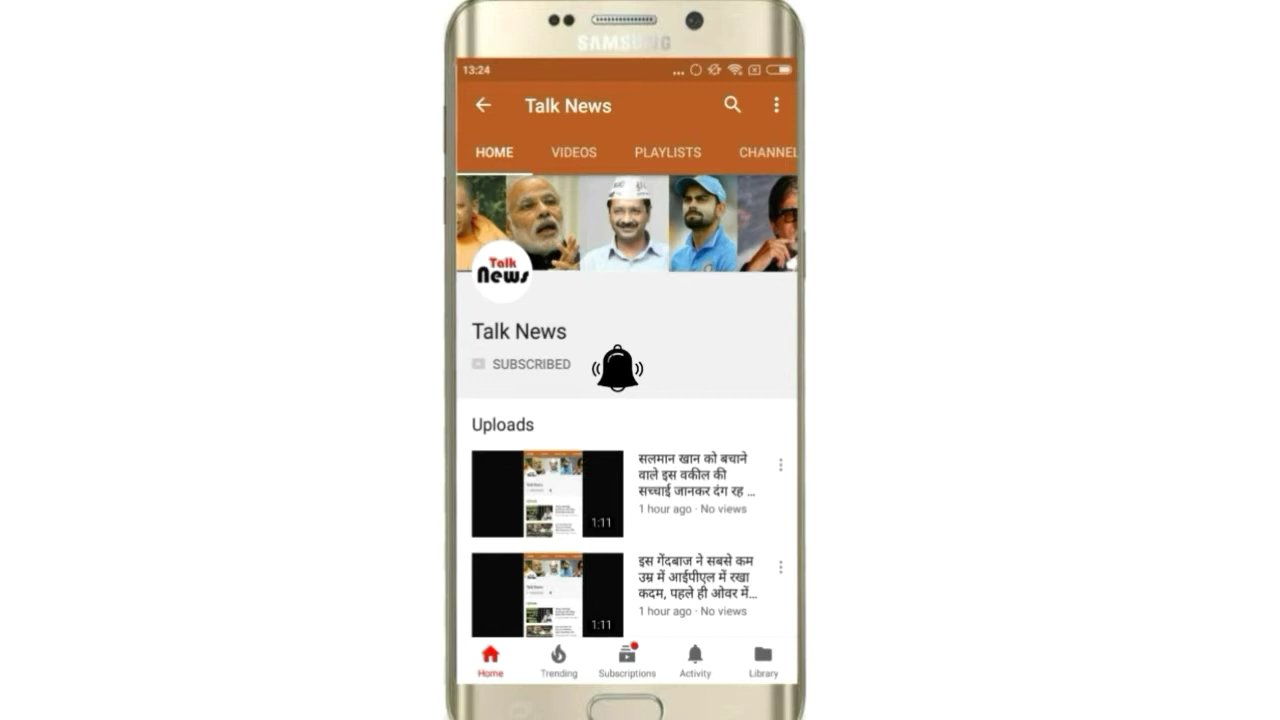 SAMSUNG
13:24
Talk News
HOME VIDEOS PLAYLISTS CHANNEL
Talk
News
Talk News
SUBSCRIBED
Uploads
सलमान खान को बचाने
वाले इस वकील की
सच्चाई जानकर दंग रह ...
1 hour ago · No views
1:11
इस गेंदबाज ने सबसे कम
उम्र में आईपीएल में रखा
कदम, पहले ही ओवर में...
1 hour ago · No views
1:11
Home Trending Subscriptions Activity Library